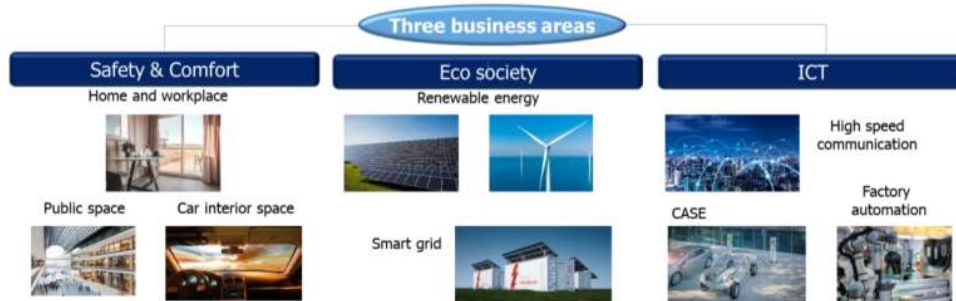 Three business areas
Safety & Comfort
Home and workplace
Public space
Car interior space
Eco society
Renewable energy
Smart grid
ICT
High speed
communication
CASE
Factory
automation